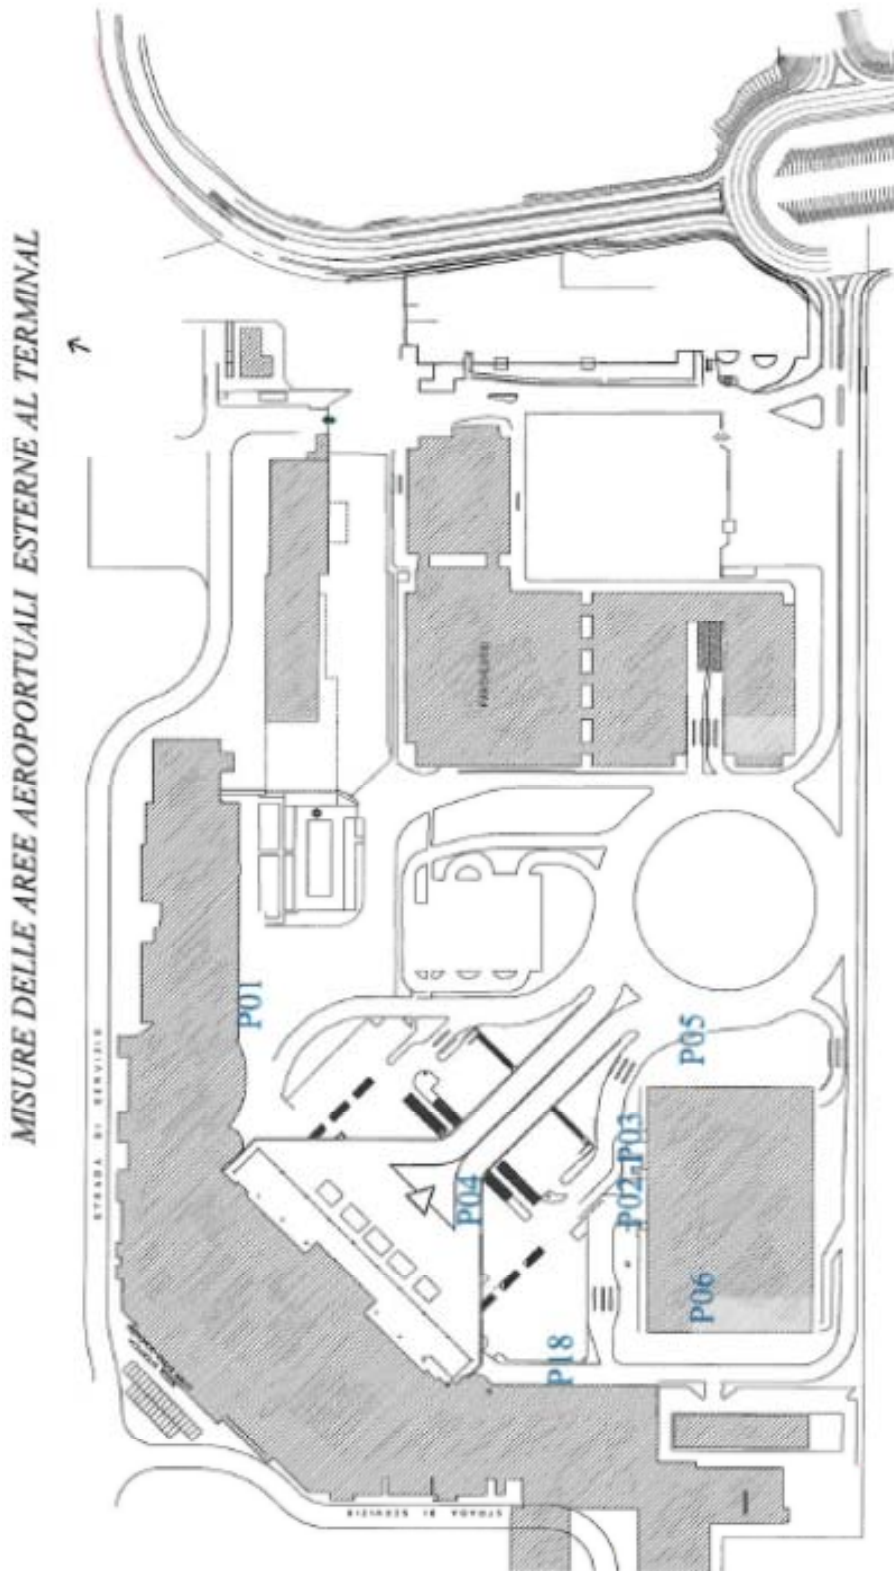 MISURE DELLE AREE AEROPORTUALI ESTERNE AL TERMINAL
STRADA DI SERVIZIO
P01
P05
P03
P02
P04
P06
P18
STRADA DI SERVIZIO